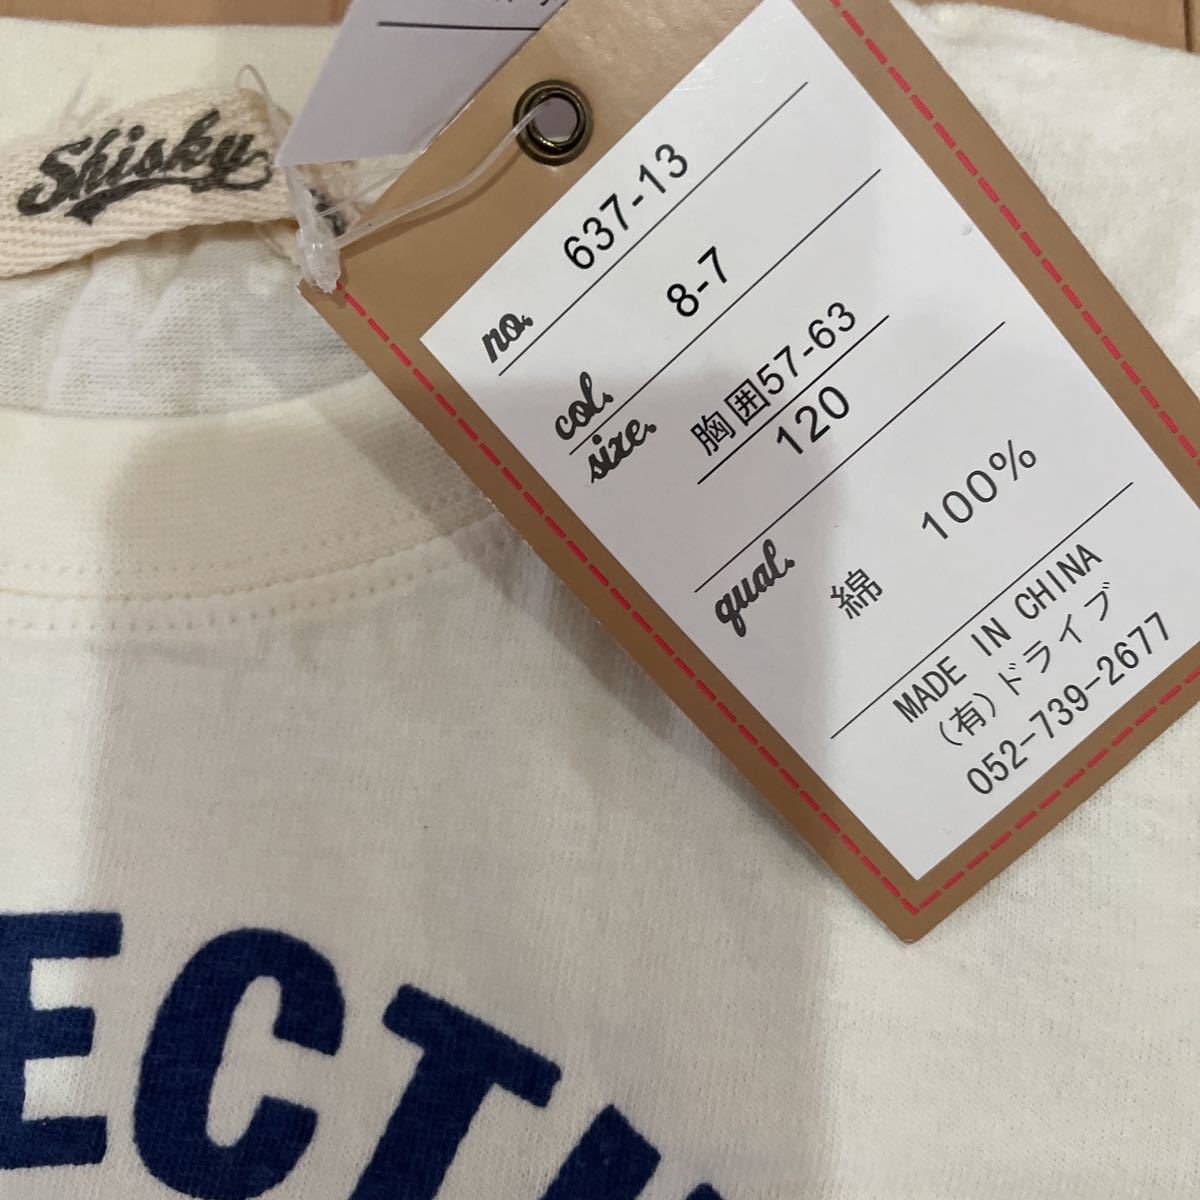 Shisky
no. 637-13
col. 8-7
size. 胸囲57-63
120
qual. 綿 100%
MADE IN CHINA
(有)ドライブ
052-739-2677
ECT